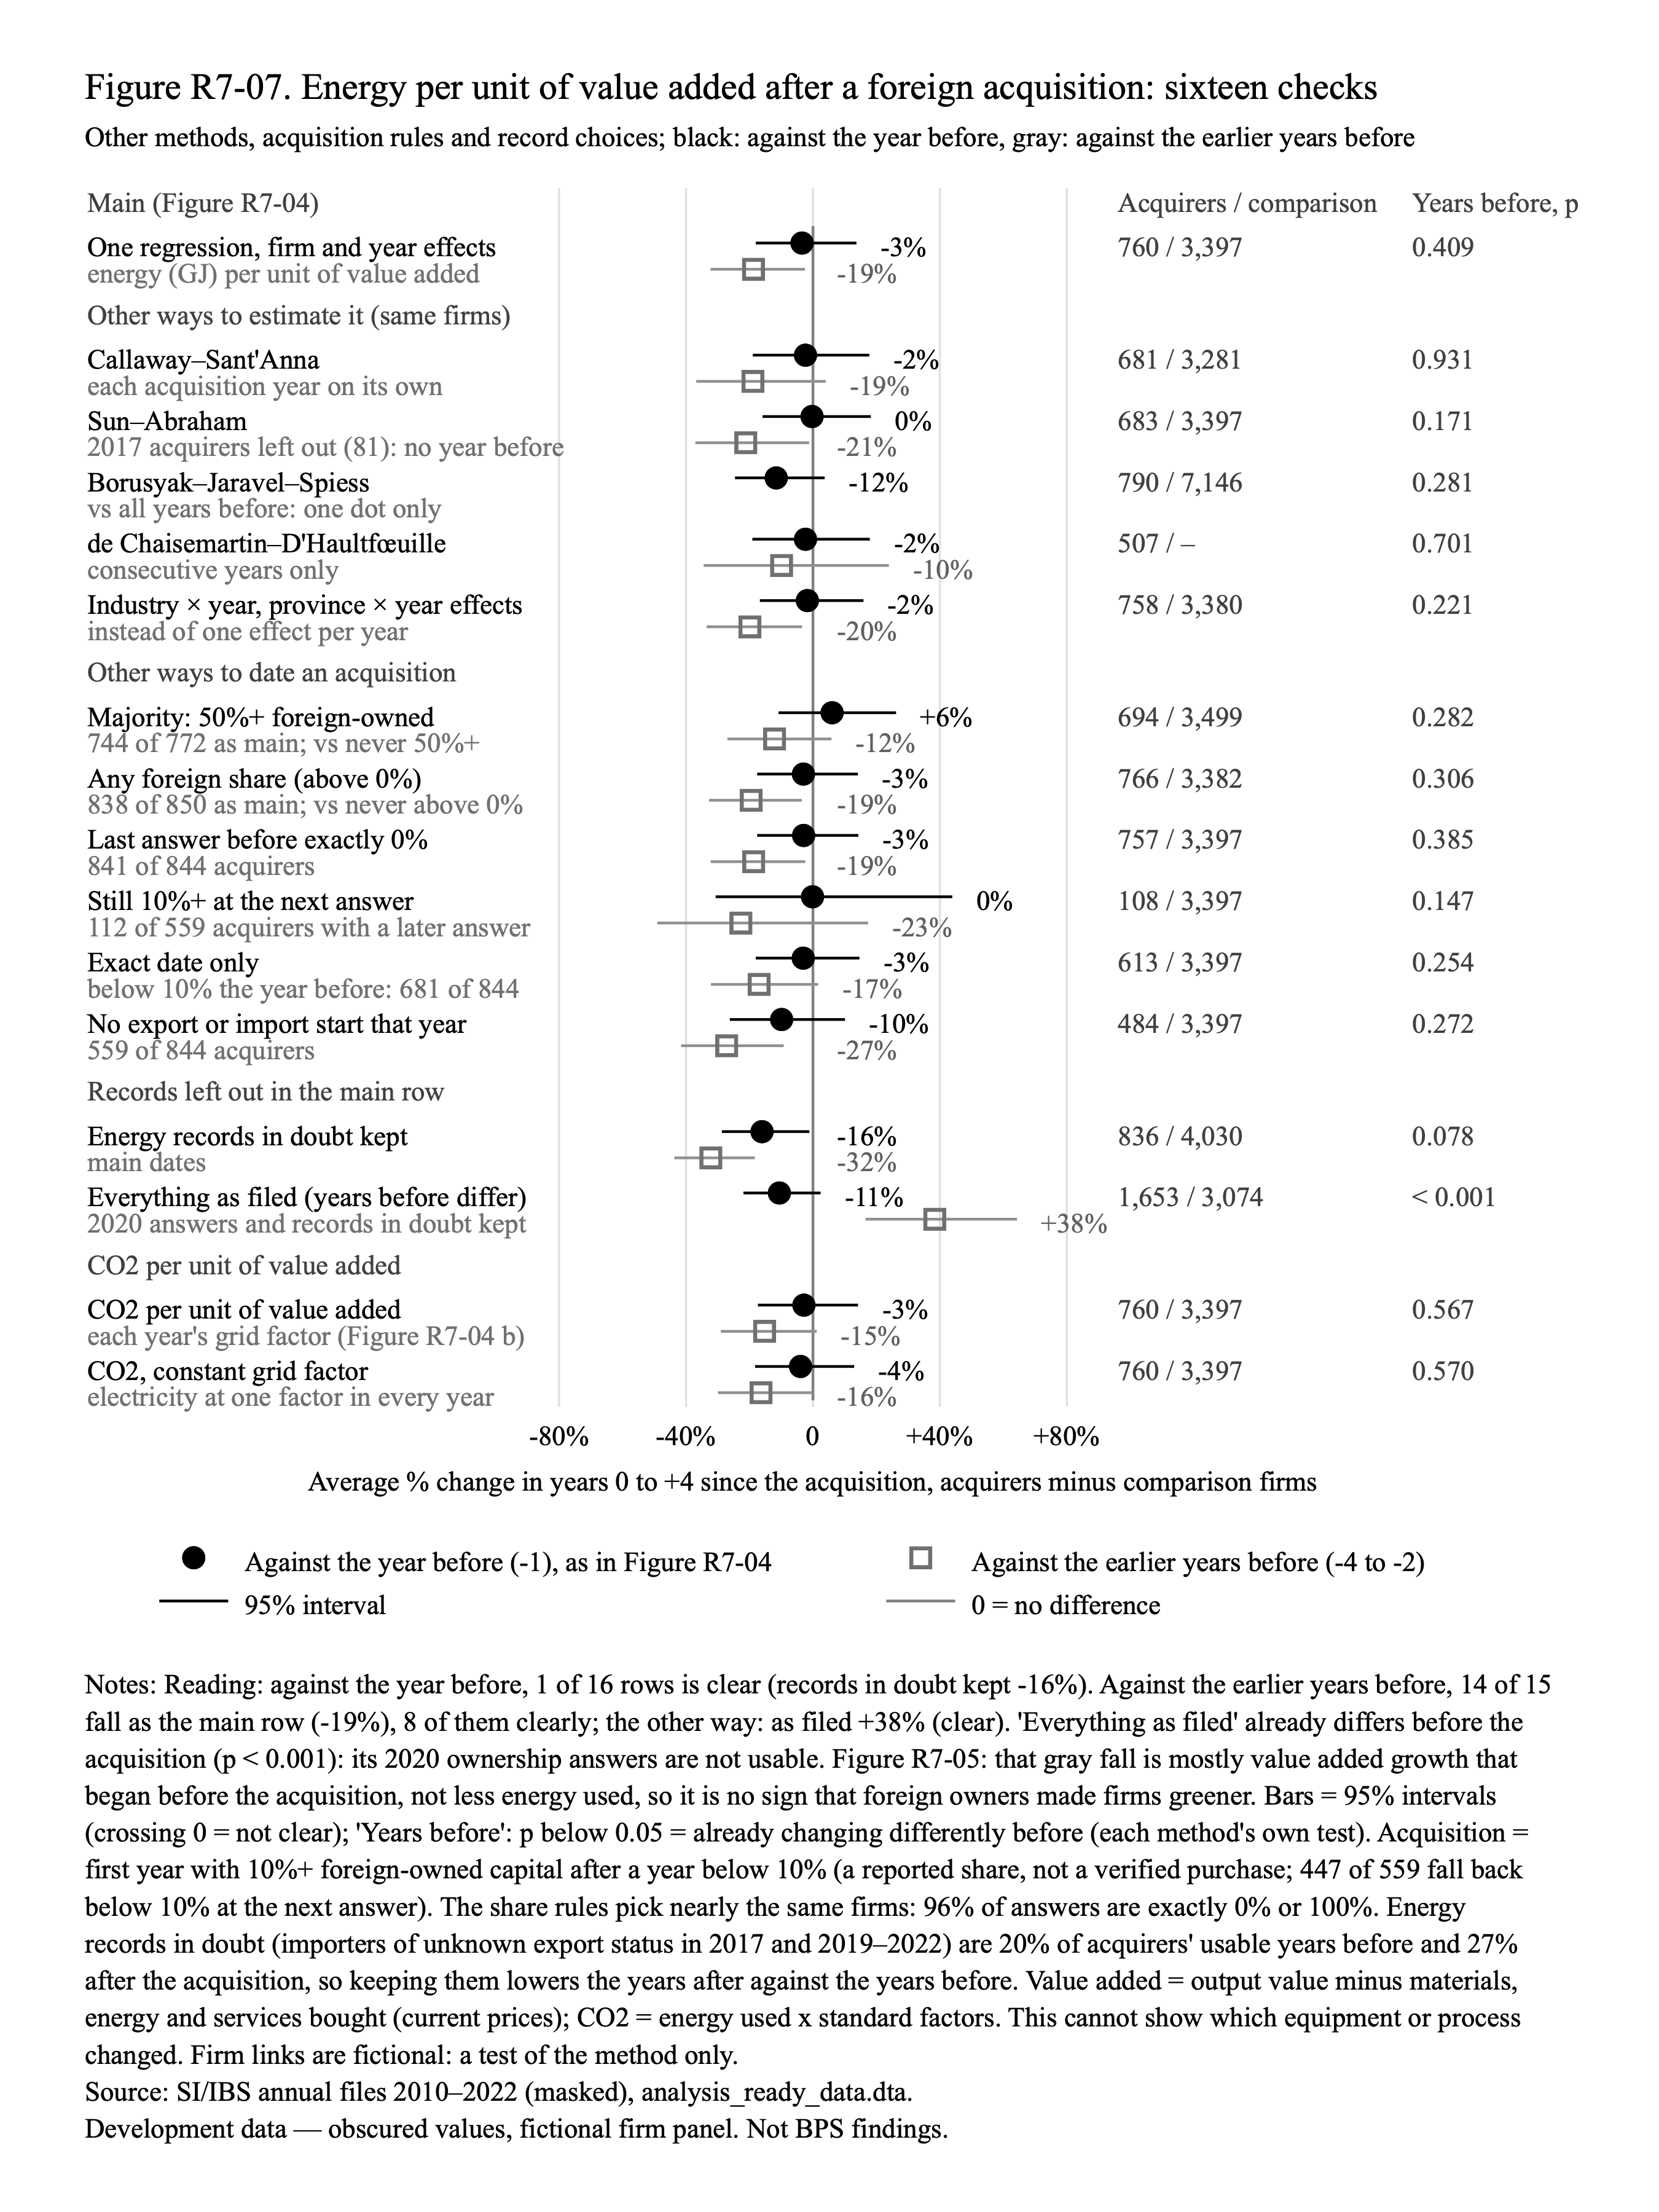 Figure R7-07. Energy per unit of value added after a foreign acquisition: sixteen checks
Other methods, acquisition rules and record choices; black: against the year before, gray: against the earlier years before
Main (Figure R7-04) Acquirers / comparison Years before, p
One regression, firm and year effects -3% 760 / 3,397 0.409
energy (GJ) per unit of value added -19%
Other ways to estimate it (same firms)
Callaway–Sant'Anna -2% 681 / 3,281 0.931
each acquisition year on its own -19%
Sun–Abraham 0% 683 / 3,397 0.171
2017 acquirers left out (81): no year before -21%
Borusyak–Jaravel–Spiess -12% 790 / 7,146 0.281
vs all years before: one dot only
de Chaisemartin–D'Haultfœuille -2% 507 / – 0.701
consecutive years only -10%
Industry × year, province × year effects -2% 758 / 3,380 0.221
instead of one effect per year -20%
Other ways to date an acquisition
Majority: 50%+ foreign-owned +6% 694 / 3,499 0.282
744 of 772 as main; vs never 50%+ -12%
Any foreign share (above 0%) -3% 766 / 3,382 0.306
838 of 850 as main; vs never above 0% -19%
Last answer before exactly 0% -3% 757 / 3,397 0.385
841 of 844 acquirers -19%
Still 10%+ at the next answer 0% 108 / 3,397 0.147
112 of 559 acquirers with a later answer -23%
Exact date only -3% 613 / 3,397 0.254
below 10% the year before: 681 of 844 -17%
No export or import start that year -10% 484 / 3,397 0.272
559 of 844 acquirers -27%
Records left out in the main row
Energy records in doubt kept -16% 836 / 4,030 0.078
main dates -32%
Everything as filed (years before differ) -11% 1,653 / 3,074 < 0.001
2020 answers and records in doubt kept +38%
CO2 per unit of value added
CO2 per unit of value added -3% 760 / 3,397 0.567
each year's grid factor (Figure R7-04 b) -15%
CO2, constant grid factor -4% 760 / 3,397 0.570
electricity at one factor in every year -16%
-80% -40% 0 +40% +80%
Average % change in years 0 to +4 since the acquisition, acquirers minus comparison firms
Against the year before (-1), as in Figure R7-04 Against the earlier years before (-4 to -2)
95% interval 0 = no difference
Notes: Reading: against the year before, 1 of 16 rows is clear (records in doubt kept -16%). Against the earlier years before, 14 of 15
fall as the main row (-19%), 8 of them clearly; the other way: as filed +38% (clear). 'Everything as filed' already differs before the
acquisition (p < 0.001): its 2020 ownership answers are not usable. Figure R7-05: that gray fall is mostly value added growth that
began before the acquisition, not less energy used, so it is no sign that foreign owners made firms greener. Bars = 95% intervals
(crossing 0 = not clear); 'Years before': p below 0.05 = already changing differently before (each method's own test). Acquisition =
first year with 10%+ foreign-owned capital after a year below 10% (a reported share, not a verified purchase; 447 of 559 fall back
below 10% at the next answer). The share rules pick nearly the same firms: 96% of answers are exactly 0% or 100%. Energy
records in doubt (importers of unknown export status in 2017 and 2019–2022) are 20% of acquirers' usable years before and 27%
after the acquisition, so keeping them lowers the years after against the years before. Value added = output value minus materials,
energy and services bought (current prices); CO2 = energy used x standard factors. This cannot show which equipment or process
changed. Firm links are fictional: a test of the method only.
Source: SI/IBS annual files 2010–2022 (masked), analysis_ready_data.dta.
Development data — obscured values, fictional firm panel. Not BPS findings.